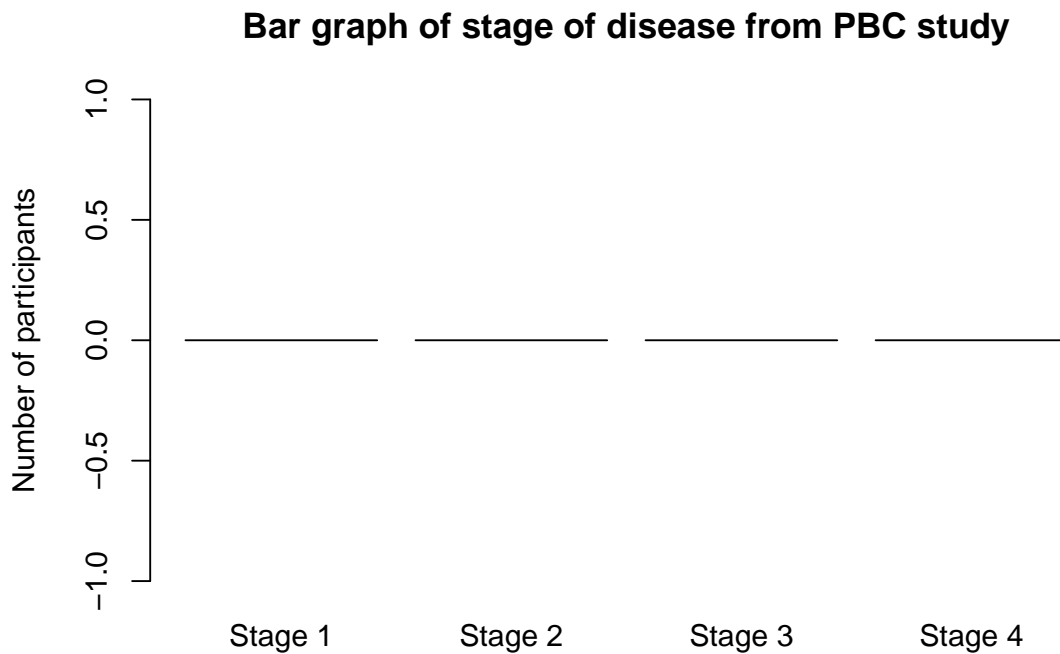 Bar graph of stage of disease from PBC study
Number of participants
1.0
0.5
0.0
−0.5
−1.0
Stage 1
Stage 2
Stage 3
Stage 4